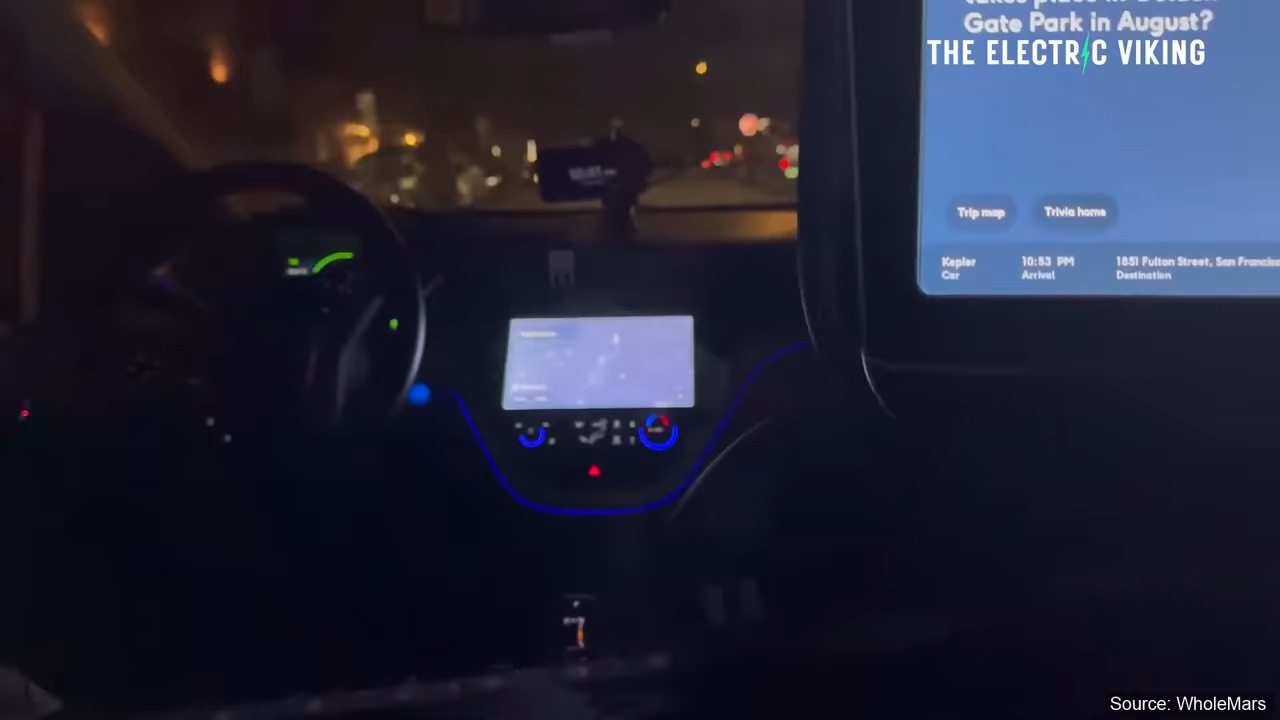 Gate Park in August?
THE ELECTRIC VIKING
Trip map
Trivia home
Kepler
Car
10:53 PM
Arrival
1851 Fulton Street, San Francisc
Destination
Source: WholeMars